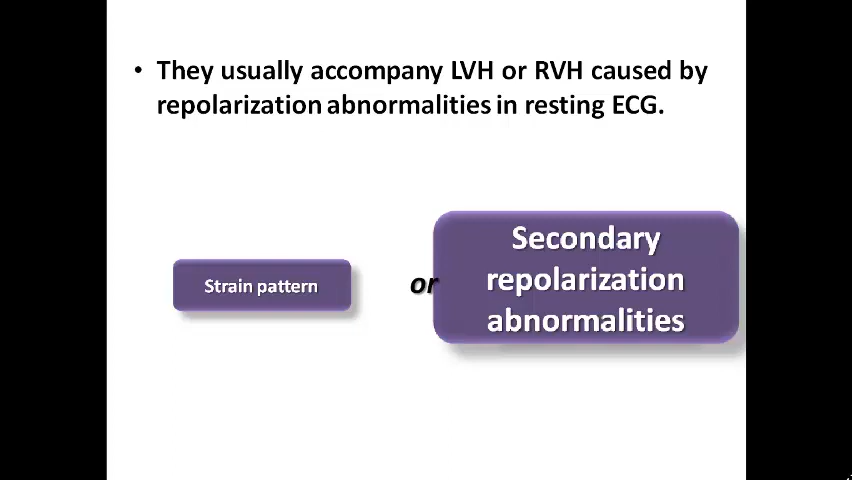 • They usually accompany LVH or RVH caused by
repolarization abnormalities in resting ECG.
Strain pattern
or
Secondary
repolarization
abnormalities